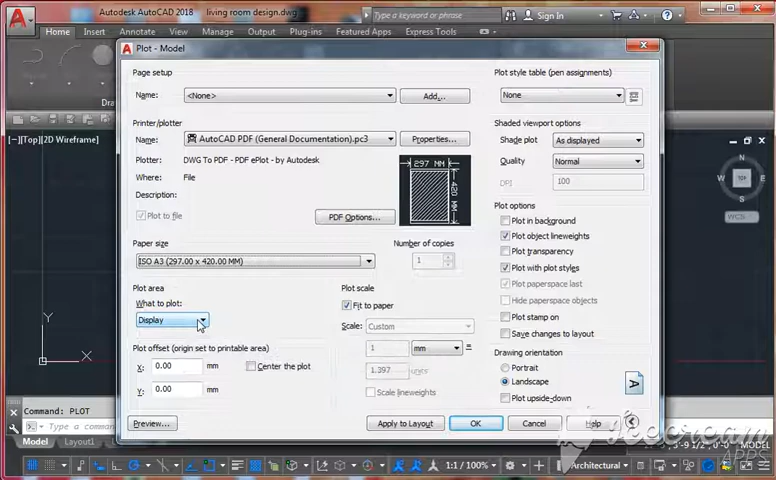 Autodesk AutoCAD 2018 living room design.dwg
Type a keyword or phrase
Sign In
Home Insert
View Manage Output Plug-ins Featured Apps Express Tools
Plot - Model
Page setup
Name: <None> Add...
Plot style table (pen assignments)
None
Printer/plotter
Name: AutoCAD PDF (General Documentation).pc3 Properties...
Plotter: DWG To PDF - PDF ePlot - by Autodesk
Where: File
Description:
Plot to file
PDF Options...
297 MM
420 MM
Shaded viewport options
Shade plot As displayed
Quality Normal
DPI 100
Paper size
ISO A3 (297.00 x 420.00 MM)
Number of copies
1
Plot options
Plot in background
Plot object lineweights
Plot transparency
Plot with plot styles
Plot paperspace last
Hide paperspace objects
Plot stamp on
Save changes to layout
Plot area
What to plot:
Display
Plot scale
Fit to paper
Scale: Custom
1 mm =
1.397 units
Scale lineweights
Plot offset (origin set to printable area)
X: 0.00 mm Center the plot
Y: 0.00 mm
Drawing orientation
Portrait
Landscape
Plot upside-down
A
Preview... Apply to Layout OK Cancel Help
[−][Top][2D Wireframe]
N
W TOP E
S
WCS
Y
X
Command: PLOT
Type a comm
Model Layout1
3'-9 1/2", 0'-0" MODEL
1:1 / 100% Architectural
Icecream
APPS